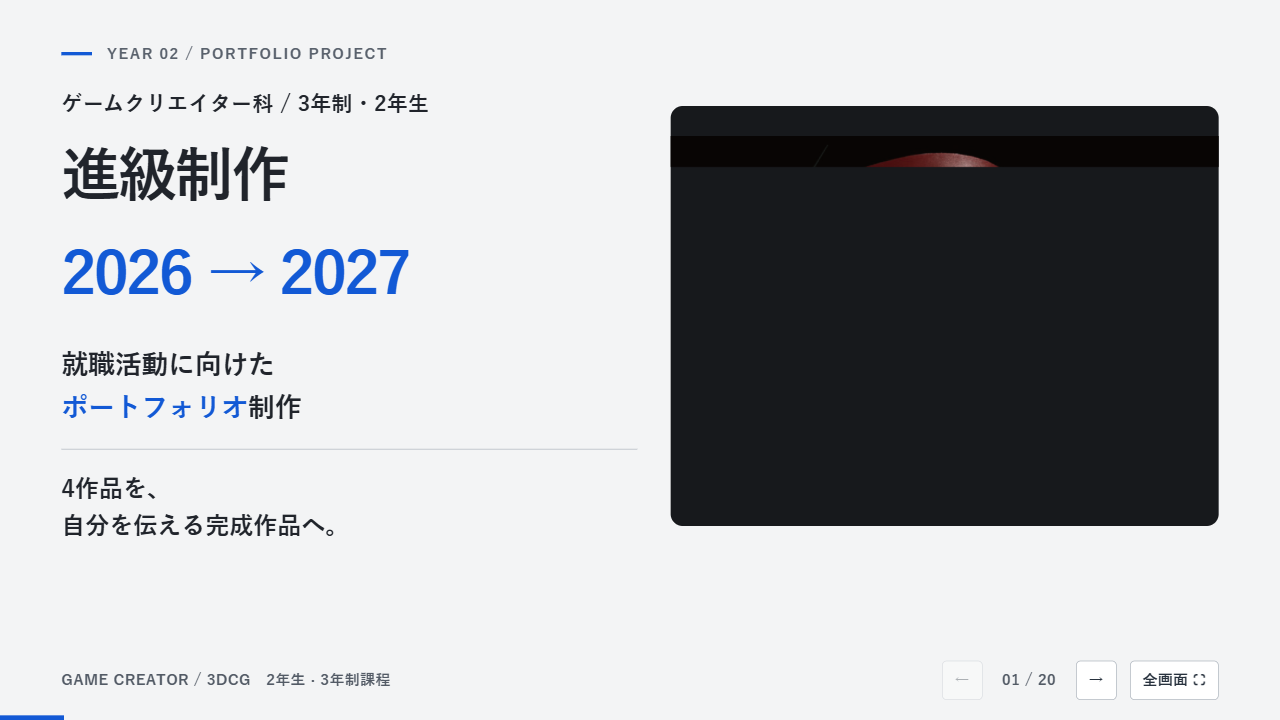 YEAR 02 / PORTFOLIO PROJECT
ゲームクリエイター科 / 3年制・2年生
進級制作
2026 → 2027
就職活動に向けた
ポートフォリオ制作
4作品を、
自分を伝える完成作品へ。
GAME CREATOR / 3DCG 2年生 · 3年制課程
← 01 / 20 → 全画面